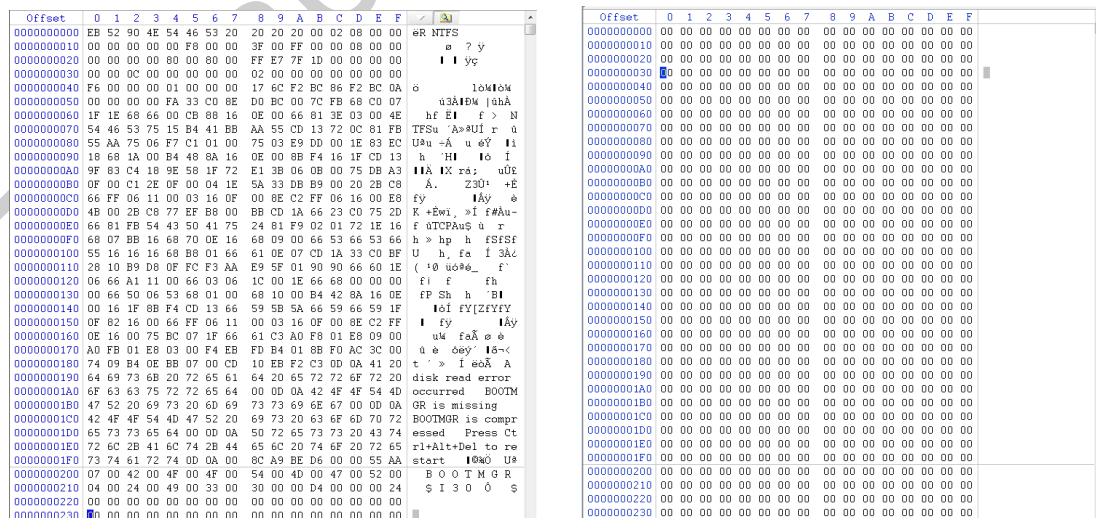 Offset 0 1 2 3 4 5 6 7 8 9 A B C D E F
0000000000 EB 52 90 4E 54 46 53 20 20 20 20 00 02 08 00 00 ëR NTFS
0000000010 00 00 00 00 00 F8 00 00 3F 00 FF 00 00 08 00 00 ø ? ÿ
0000000020 00 00 00 00 80 00 80 00 FF E7 7F 1D 00 00 00 00 ÿç
0000000030 00 00 0C 00 00 00 00 00 02 00 00 00 00 00 00 00
0000000040 F6 00 00 00 01 00 00 00 17 6C F2 BC 86 F2 BC 0A ö
0000000050 00 00 00 00 FA 33 C0 8E D0 BC 00 7C FB 68 C0 07
0000000060 1F 1E 68 66 00 CB 88 16 0E 00 66 81 3E 03 00 4E hf Ë f > N
0000000070 54 46 53 75 15 B4 41 BB AA 55 CD 13 72 0C 81 FB TFSu ´A»ªUÍ r û
0000000080 55 AA 75 06 F7 C1 01 00 75 03 E9 DD 00 1E 83 EC Uªu ÷Á u éÝ ì
0000000090 18 68 1A 00 B4 48 8A 16 0E 00 8B F4 16 1F CD 13 h ´H ô Í
00000000A0 9F 83 C4 18 9E 58 1F 72 E1 3B 06 0B 00 75 DB A3 Ä X rá; uÛ£
00000000B0 0F 00 C1 2E 0F 00 04 1E 5A 33 DB B9 00 20 2B C8 Á. Z3Û¹ +È
00000000C0 66 FF 06 11 00 03 16 0F 00 8E C2 FF 06 16 00 E8 fÿ Âÿ è
00000000D0 4B 00 2B C8 77 EF B8 00 BB CD 1A 66 23 C0 75 2D K +Èwï¸ »Í f#Àu-
00000000E0 66 81 FB 54 43 50 41 75 24 81 F9 02 01 72 1E 16 f ûTCPAu$ ù r
00000000F0 68 07 BB 16 68 70 0E 16 68 09 00 66 53 66 53 66 h » hp h fSfSf
0000000100 55 16 16 16 68 B8 01 66 61 0E 07 CD 1A 33 C0 BF U h¸ fa Í 3À¿
0000000110 28 10 B9 D8 0F FC F3 AA E9 5F 01 90 90 66 60 1E ( ¹Ø üóªé_ f`
0000000120 06 66 A1 11 00 66 03 06 1C 00 1E 66 68 00 00 00 f¡ f fh
0000000130 00 66 50 06 53 68 01 00 68 10 00 B4 42 8A 16 0E fP Sh h ´B
0000000140 00 16 1F 8B F4 CD 13 66 59 5B 5A 66 59 66 59 1F ôÍ fY[ZfYfY
0000000150 0F 82 16 00 66 FF 06 11 00 03 16 0F 00 8E C2 FF fÿ Âÿ
0000000160 0E 16 00 75 BC 07 1F 66 61 C3 A0 F8 01 E8 09 00 u¼ faÃ ø è
0000000170 A0 FB 01 E8 03 00 F4 EB FD B4 01 8B F0 AC 3C 00 û è ôëý´ ð¬<
0000000180 74 09 B4 0E BB 07 00 CD 10 EB F2 C3 0D 0A 41 20 t ´ » Í ëòÃ A
0000000190 64 69 73 6B 20 72 65 61 64 20 65 72 72 6F 72 20 disk read error
00000001A0 6F 63 63 75 72 72 65 64 00 0D 0A 42 4F 4F 54 4D occurred BOOTM
00000001B0 47 52 20 69 73 20 6D 69 73 73 69 6E 67 00 0D 0A GR is missing
00000001C0 42 4F 4F 54 4D 47 52 20 69 73 20 63 6F 6D 70 72 BOOTMGR is compr
00000001D0 65 73 73 65 64 00 0D 0A 50 72 65 73 73 20 43 74 essed Press Ct
00000001E0 72 6C 2B 41 6C 74 2B 44 65 6C 20 74 6F 20 72 65 rl+Alt+Del to re
00000001F0 73 74 61 72 74 0D 0A 00 8C A9 BE D6 00 00 55 AA start ©¾Ö Uª
0000000200 07 00 42 00 4F 00 4F 00 54 00 4D 00 47 00 52 00 B O O T M G R
0000000210 04 00 24 00 49 00 33 00 30 00 00 D4 00 00 00 24 $ I 3 0 Ô $
0000000220 00 00 00 00 00 00 00 00 00 00 00 00 00 00 00 00
0000000230 00 00 00 00 00 00 00 00 00 00 00 00 00 00 00 00
Offset 0 1 2 3 4 5 6 7 8 9 A B C D E F
0000000000 00 00 00 00 00 00 00 00 00 00 00 00 00 00 00 00
0000000010 00 00 00 00 00 00 00 00 00 00 00 00 00 00 00 00
0000000020 00 00 00 00 00 00 00 00 00 00 00 00 00 00 00 00
0000000030 00 00 00 00 00 00 00 00 00 00 00 00 00 00 00 00
0000000040 00 00 00 00 00 00 00 00 00 00 00 00 00 00 00 00
0000000050 00 00 00 00 00 00 00 00 00 00 00 00 00 00 00 00
0000000060 00 00 00 00 00 00 00 00 00 00 00 00 00 00 00 00
0000000070 00 00 00 00 00 00 00 00 00 00 00 00 00 00 00 00
0000000080 00 00 00 00 00 00 00 00 00 00 00 00 00 00 00 00
0000000090 00 00 00 00 00 00 00 00 00 00 00 00 00 00 00 00
00000000A0 00 00 00 00 00 00 00 00 00 00 00 00 00 00 00 00
00000000B0 00 00 00 00 00 00 00 00 00 00 00 00 00 00 00 00
00000000C0 00 00 00 00 00 00 00 00 00 00 00 00 00 00 00 00
00000000D0 00 00 00 00 00 00 00 00 00 00 00 00 00 00 00 00
00000000E0 00 00 00 00 00 00 00 00 00 00 00 00 00 00 00 00
00000000F0 00 00 00 00 00 00 00 00 00 00 00 00 00 00 00 00
0000000100 00 00 00 00 00 00 00 00 00 00 00 00 00 00 00 00
0000000110 00 00 00 00 00 00 00 00 00 00 00 00 00 00 00 00
0000000120 00 00 00 00 00 00 00 00 00 00 00 00 00 00 00 00
0000000130 00 00 00 00 00 00 00 00 00 00 00 00 00 00 00 00
0000000140 00 00 00 00 00 00 00 00 00 00 00 00 00 00 00 00
0000000150 00 00 00 00 00 00 00 00 00 00 00 00 00 00 00 00
0000000160 00 00 00 00 00 00 00 00 00 00 00 00 00 00 00 00
0000000170 00 00 00 00 00 00 00 00 00 00 00 00 00 00 00 00
0000000180 00 00 00 00 00 00 00 00 00 00 00 00 00 00 00 00
0000000190 00 00 00 00 00 00 00 00 00 00 00 00 00 00 00 00
00000001A0 00 00 00 00 00 00 00 00 00 00 00 00 00 00 00 00
00000001B0 00 00 00 00 00 00 00 00 00 00 00 00 00 00 00 00
00000001C0 00 00 00 00 00 00 00 00 00 00 00 00 00 00 00 00
00000001D0 00 00 00 00 00 00 00 00 00 00 00 00 00 00 00 00
00000001E0 00 00 00 00 00 00 00 00 00 00 00 00 00 00 00 00
00000001F0 00 00 00 00 00 00 00 00 00 00 00 00 00 00 00 00
0000000200 00 00 00 00 00 00 00 00 00 00 00 00 00 00 00 00
0000000210 00 00 00 00 00 00 00 00 00 00 00 00 00 00 00 00
0000000220 00 00 00 00 00 00 00 00 00 00 00 00 00 00 00 00
0000000230 00 00 00 00 00 00 00 00 00 00 00 00 00 00 00 00